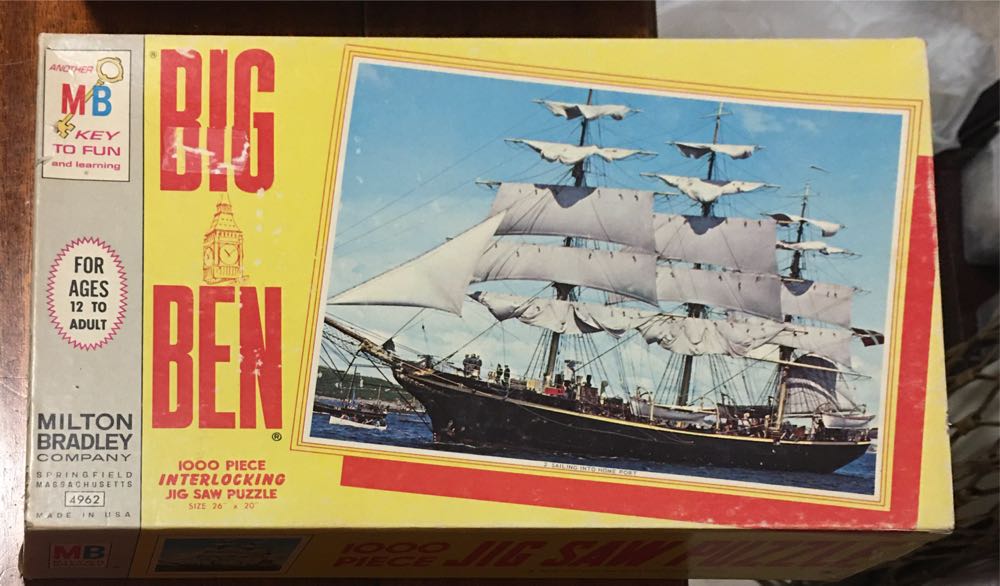 ANOTHER
MB
KEY
TO FUN
and learning
FOR
AGES
12 TO
ADULT
MILTON
BRADLEY
COMPANY
SPRINGFIELD
MASSACHUSETTS
4962
MADE IN USA
®
BIG
BEN
®
1000 PIECE
INTERLOCKING
JIG SAW PUZZLE
SIZE 26" x 20"
2. SAILING INTO HOME PORT
MB
1000
PIECE
JIG SAW PUZZLE